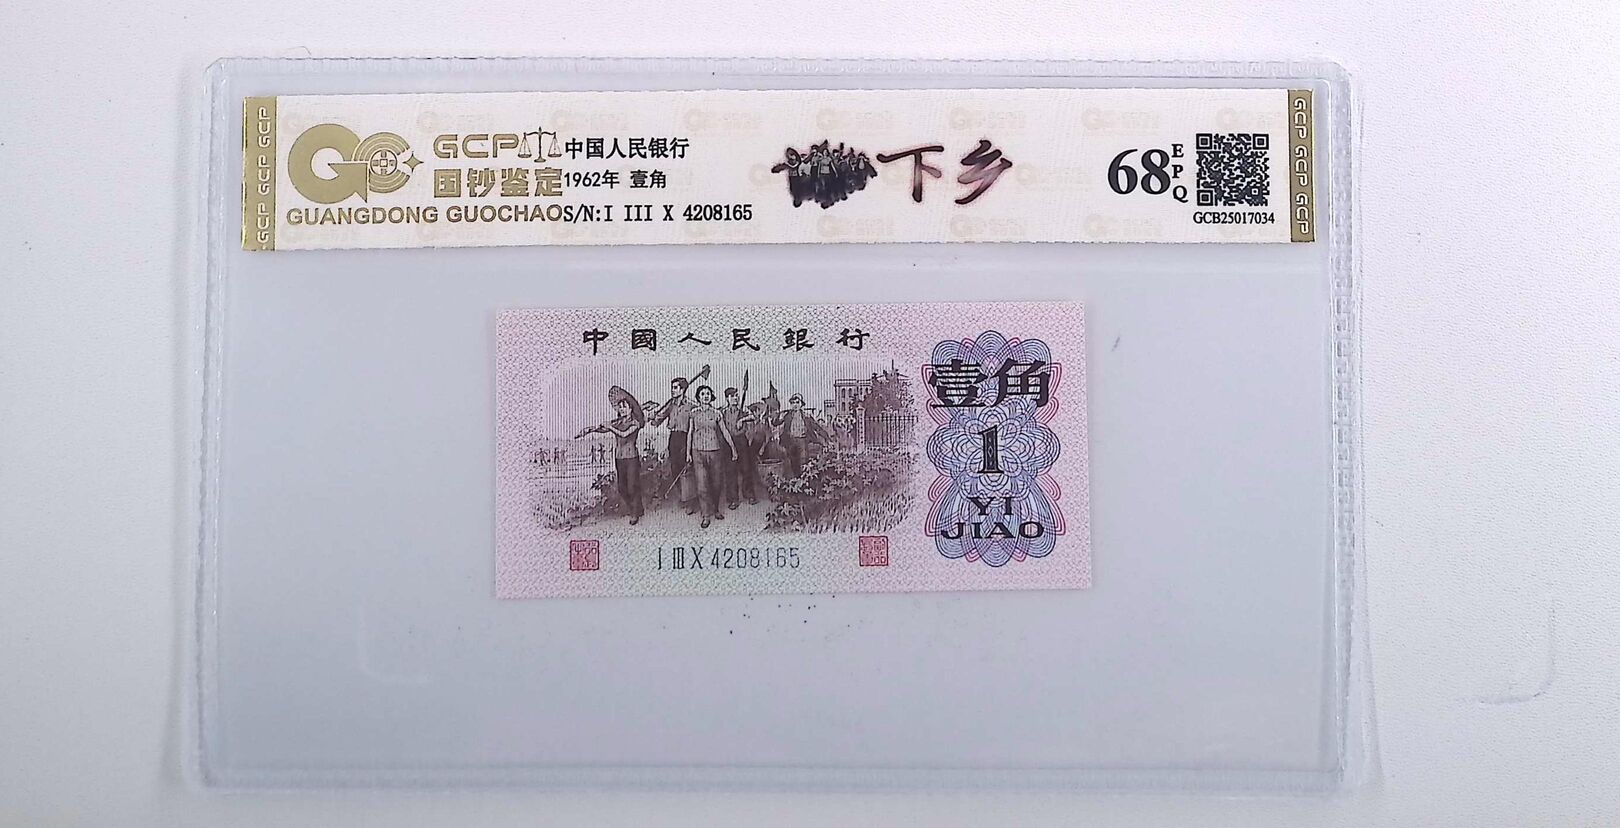 GCP GCP GCP
GCP
国钞鉴定
GUANGDONG GUOCHAO
中国人民银行
1962年 壹角
S/N:I III X 4208165
下乡
68
EPQ
GCB25017034
GCP GCP GCP
中國人民銀行
壹角
1
YI
JIAO
I III X 4208165